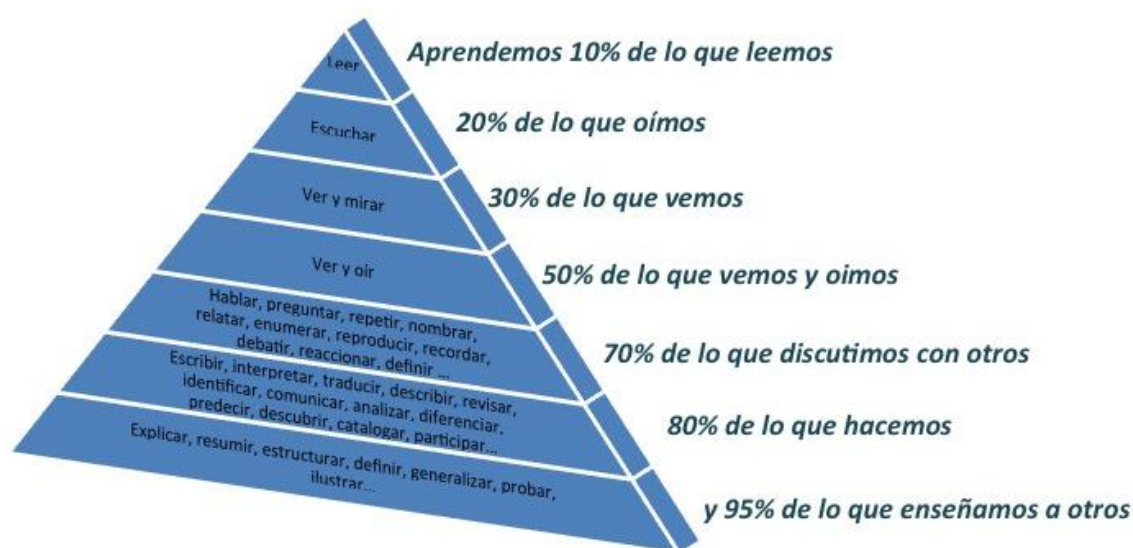 Leer
Aprendemos 10% de lo que leemos
Escuchar
20% de lo que oímos
Ver y mirar
30% de lo que vemos
Ver y oír
50% de lo que vemos y oimos
Hablar, preguntar, repetir, nombrar,
relatar, enumerar, reproducir, recordar,
debatir, reaccionar, definir ...
70% de lo que discutimos con otros
Escribir, interpretar, traducir, describir, revisar,
identificar, comunicar, analizar, diferenciar,
predecir, descubrir, catalogar, participar...
80% de lo que hacemos
Explicar, resumir, estructurar, definir, generalizar, probar,
ilustrar...
y 95% de lo que enseñamos a otros